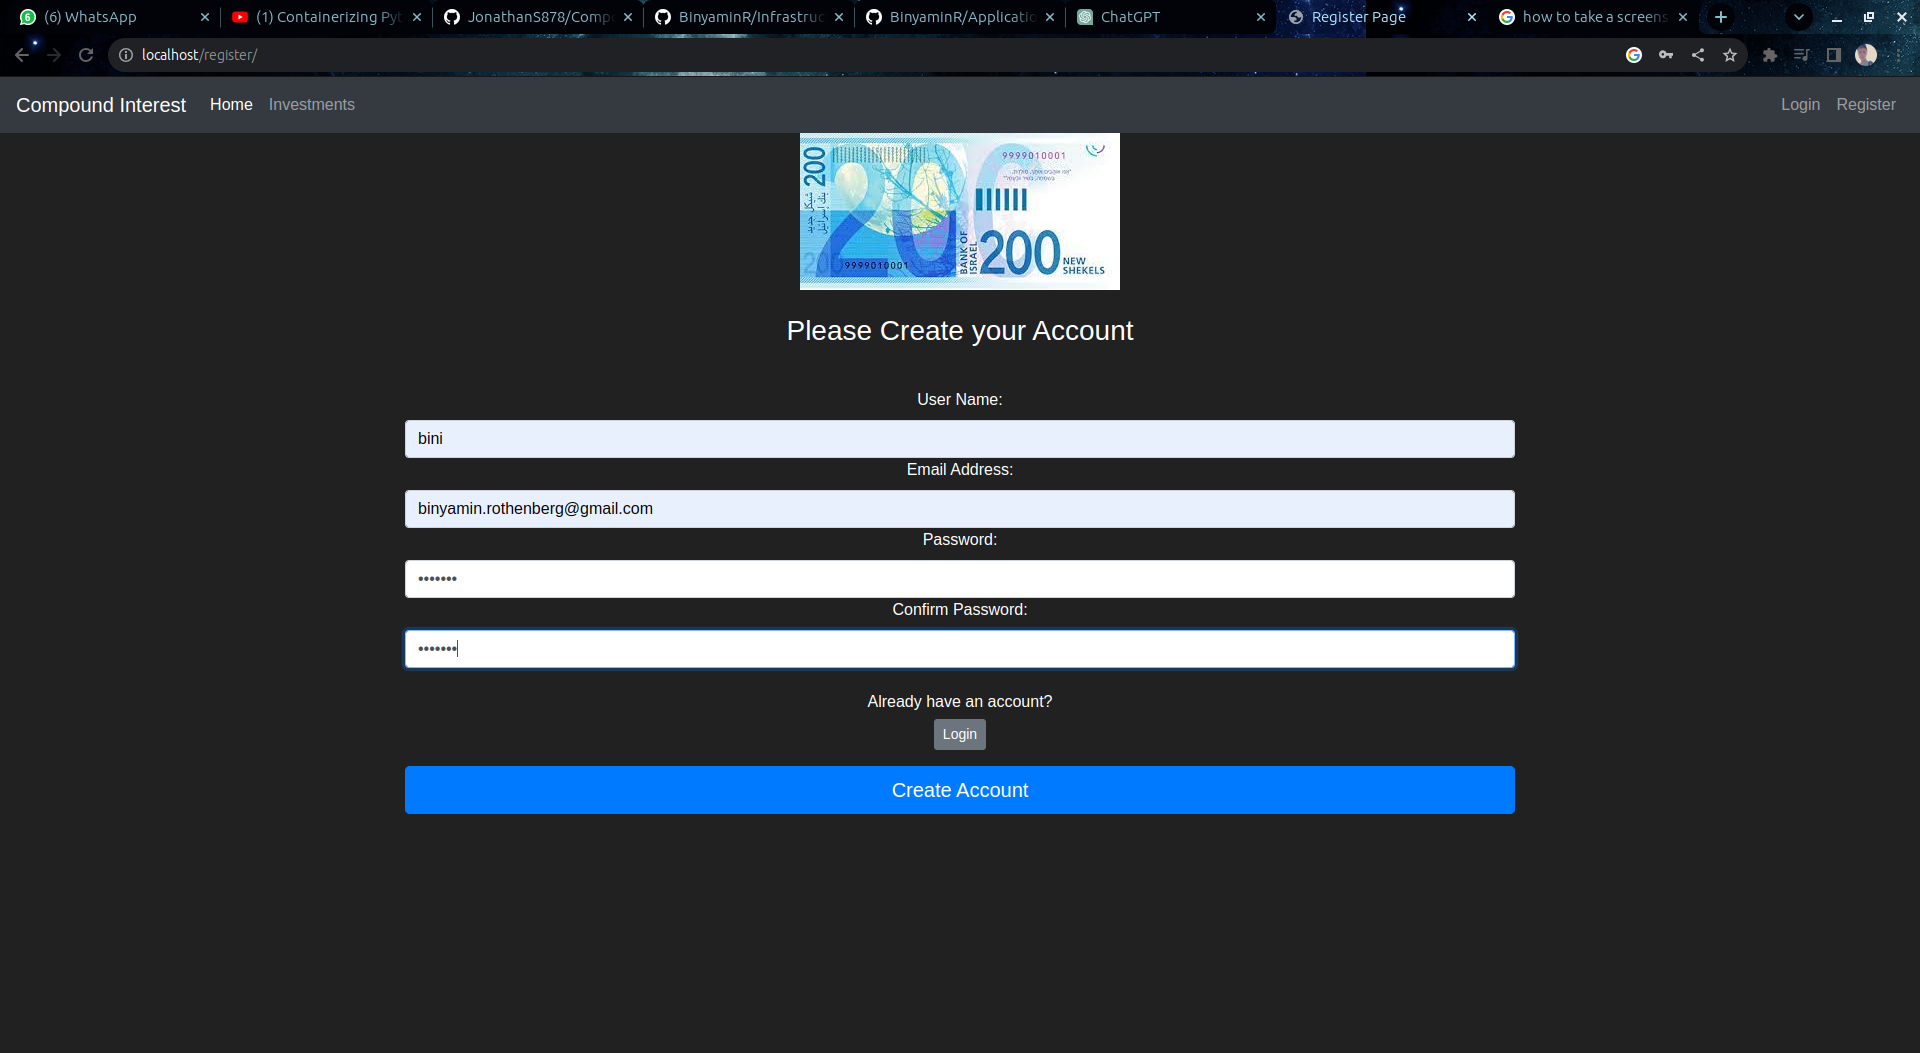 (6) WhatsApp
(1) Containerizing Pyt
JonathanS878/Compo
BinyaminR/Infrastruc
BinyaminR/Applicatio
ChatGPT
Register Page
how to take a screens
localhost/register/
Compound Interest
Home
Investments
Login
Register
200
9999010001
200
9999010001
BANK OF
ISRAEL
200
NEW
SHEKELS
Please Create your Account
User Name:
bini
Email Address:
binyamin.rothenberg@gmail.com
Password:
•••••••
Confirm Password:
•••••••
Already have an account?
Login
Create Account